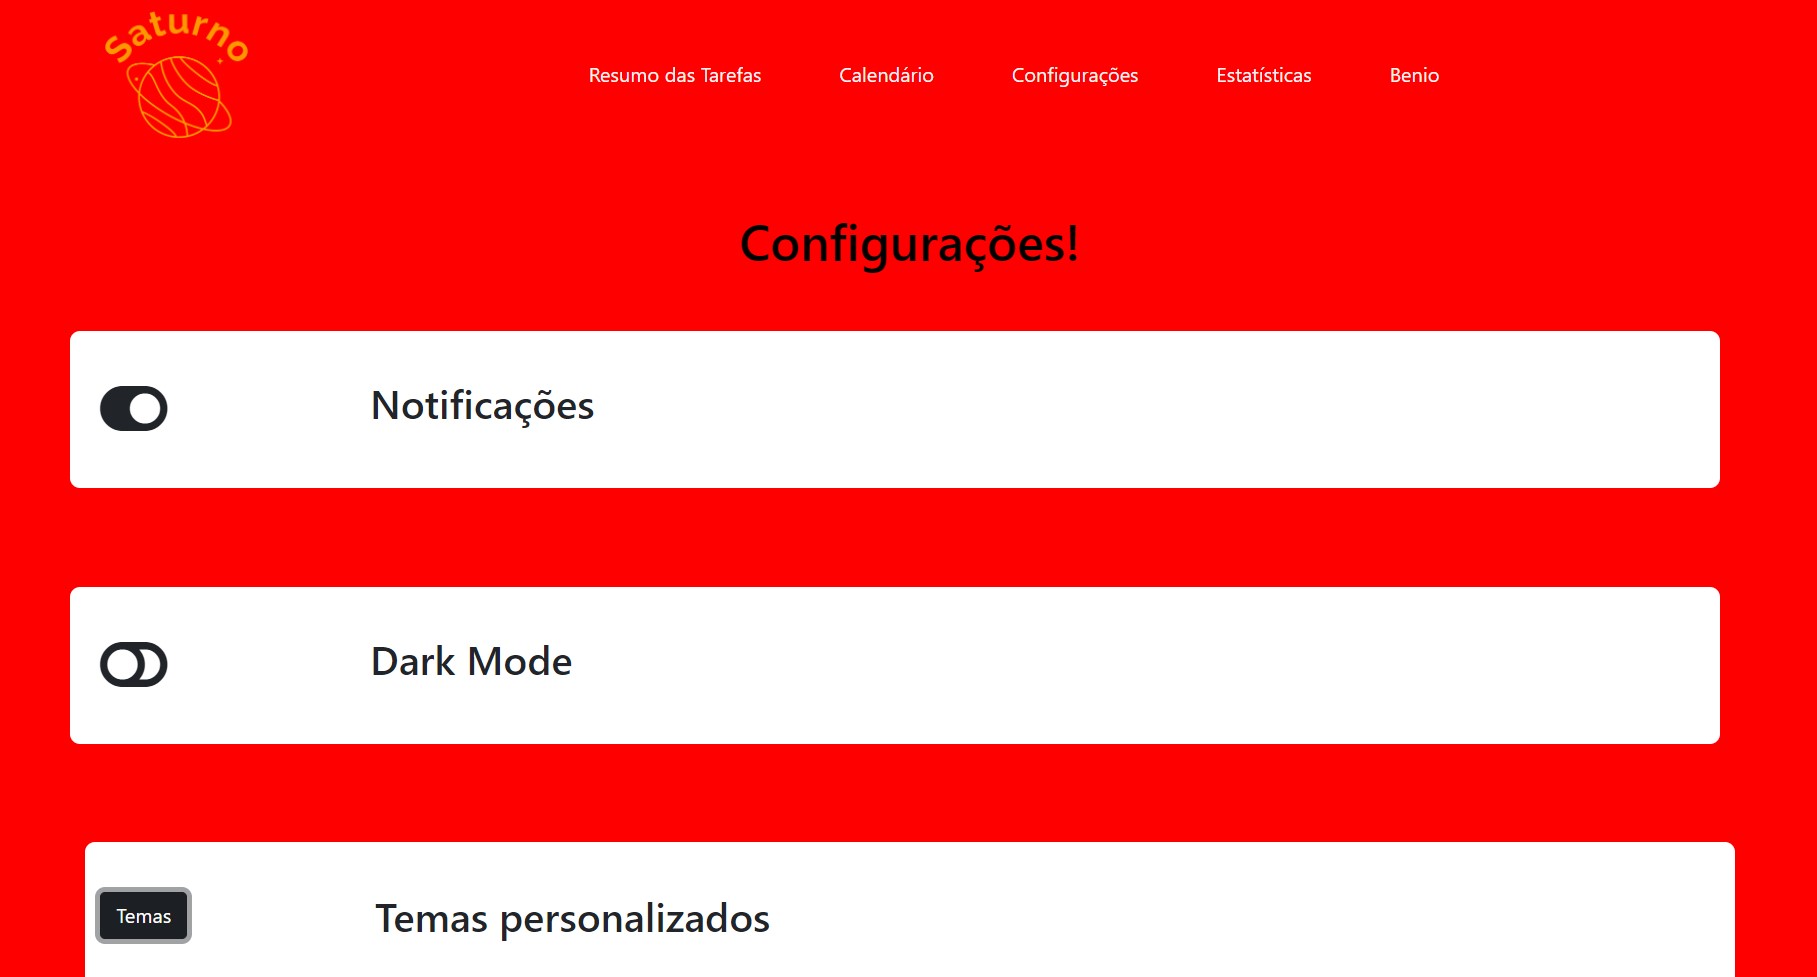 Saturno
Resumo das Tarefas Calendário Configurações Estatísticas Benio
Configurações!
Notificações
Dark Mode
Temas Temas personalizados